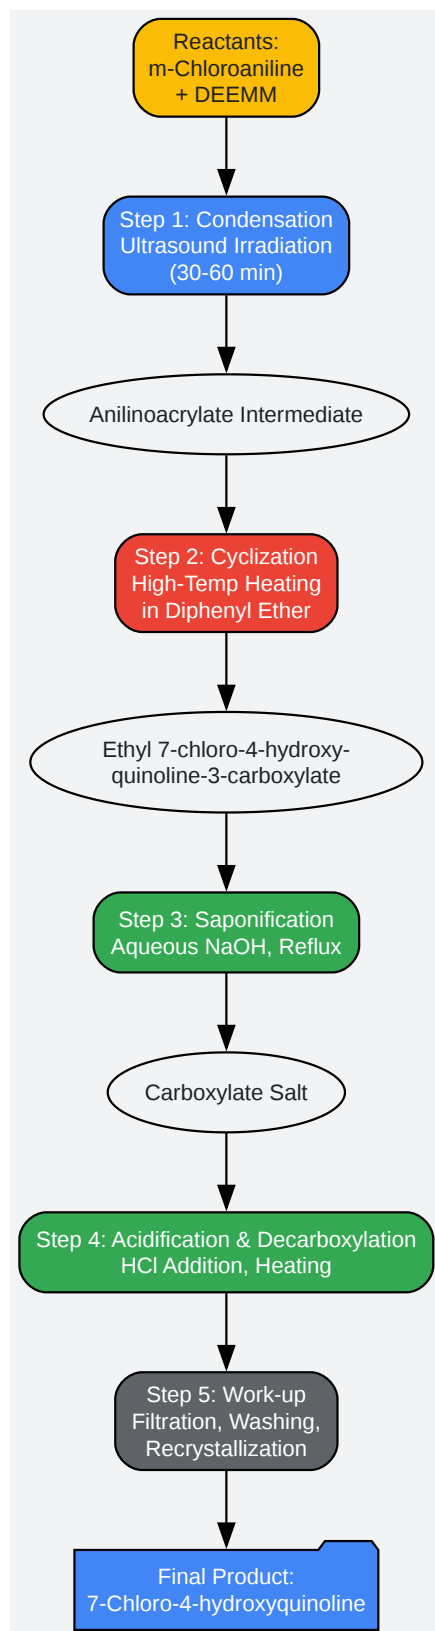 Reactants:
m-Chloroaniline
+ DEEMM
Step 1: Condensation
Ultrasound Irradiation
(30-60 min)
Anilinoacrylate Intermediate
Step 2: Cyclization
High-Temp Heating
in Diphenyl Ether
Ethyl 7-chloro-4-hydroxy-
quinoline-3-carboxylate
Step 3: Saponification
Aqueous NaOH, Reflux
Carboxylate Salt
Step 4: Acidification & Decarboxylation
HCl Addition, Heating
Step 5: Work-up
Filtration, Washing,
Recrystallization
Final Product:
7-Chloro-4-hydroxyquinoline